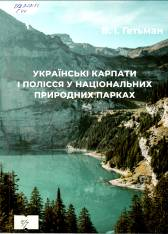 В. І. Гетьман
УКРАЇНСЬКІ КАРПАТИ
І ПОЛІССЯ У НАЦІОНАЛЬНИХ
ПРИРОДНИХ ПАРКАХ